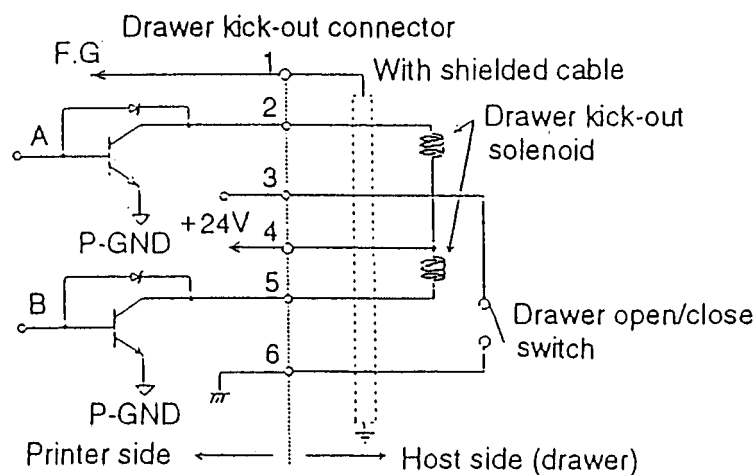 Drawer kick-out connector
F.G
1
With shielded cable
A
2
Drawer kick-out
solenoid
3
+24V
4
P-GND
B
5
Drawer open/close
switch
6
P-GND
Printer side
Host side (drawer)